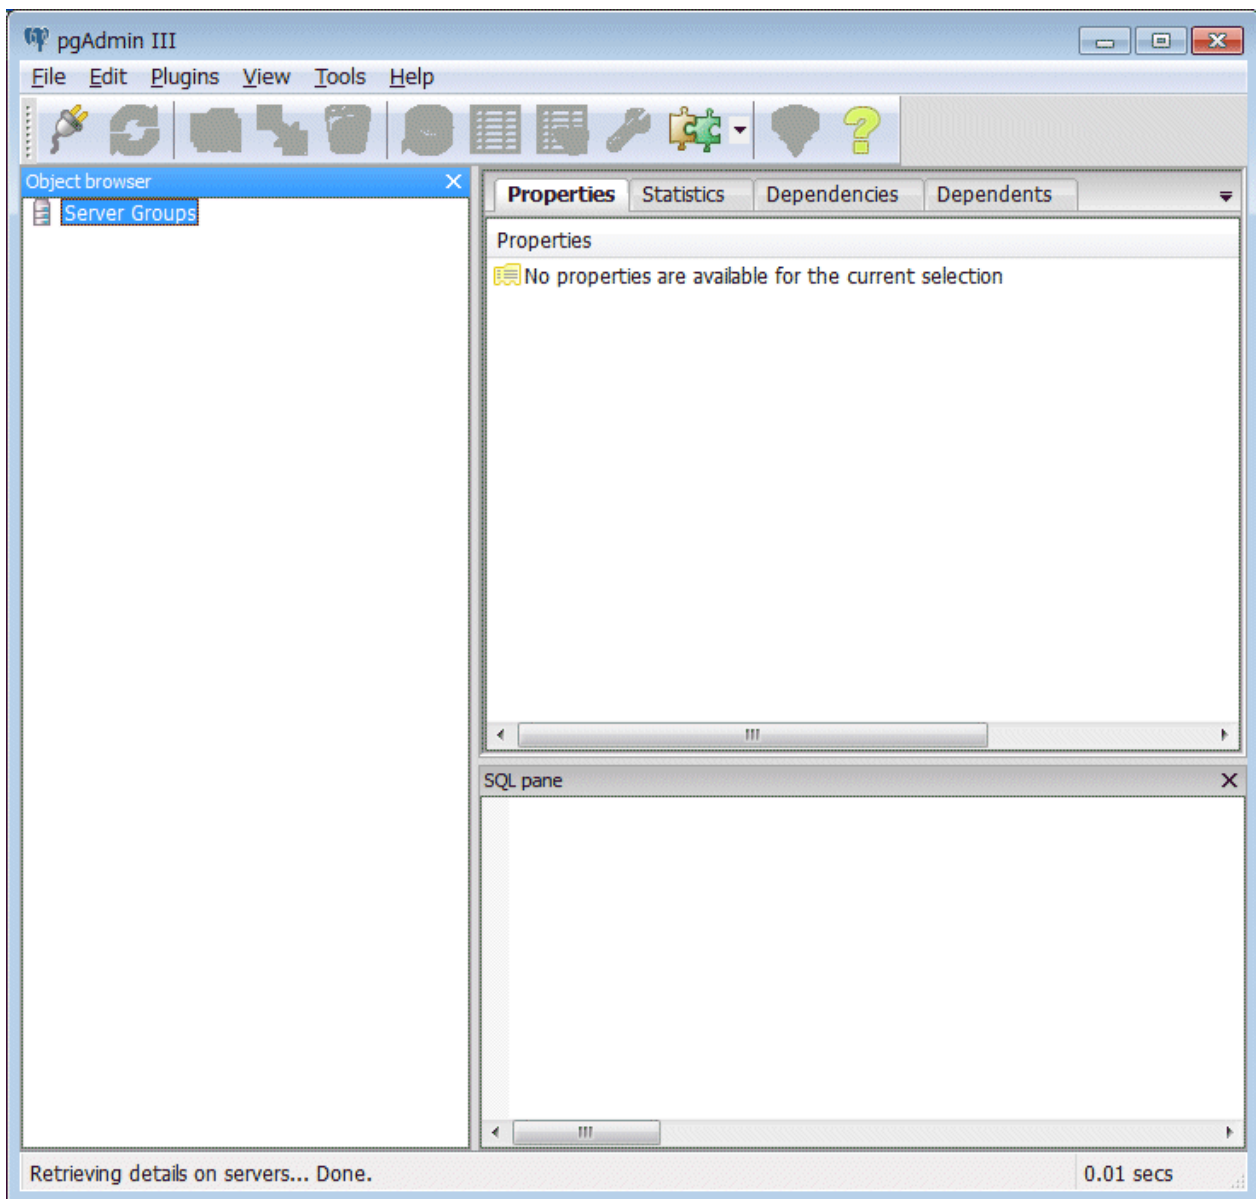 pgAdmin III
File Edit Plugins View Tools Help
Object browser
Server Groups
Properties Statistics Dependencies Dependents
Properties
No properties are available for the current selection
SQL pane
Retrieving details on servers... Done. 0.01 secs